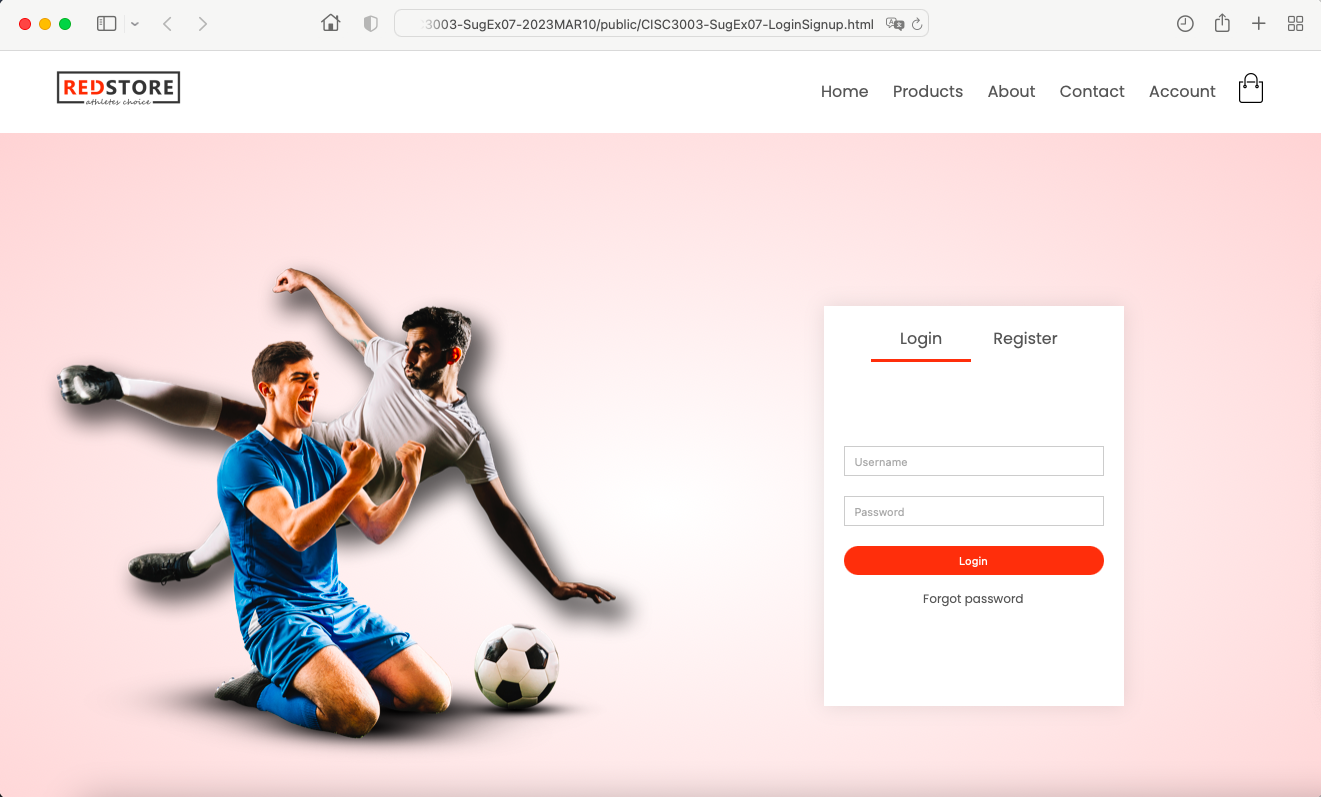 3003-SugEx07-2023MAR10/public/CISC3003-SugEx07-LoginSignup.html
REDSTORE
athletes choice
Home Products About Contact Account
Login Register
Username
Password
Login
Forgot password